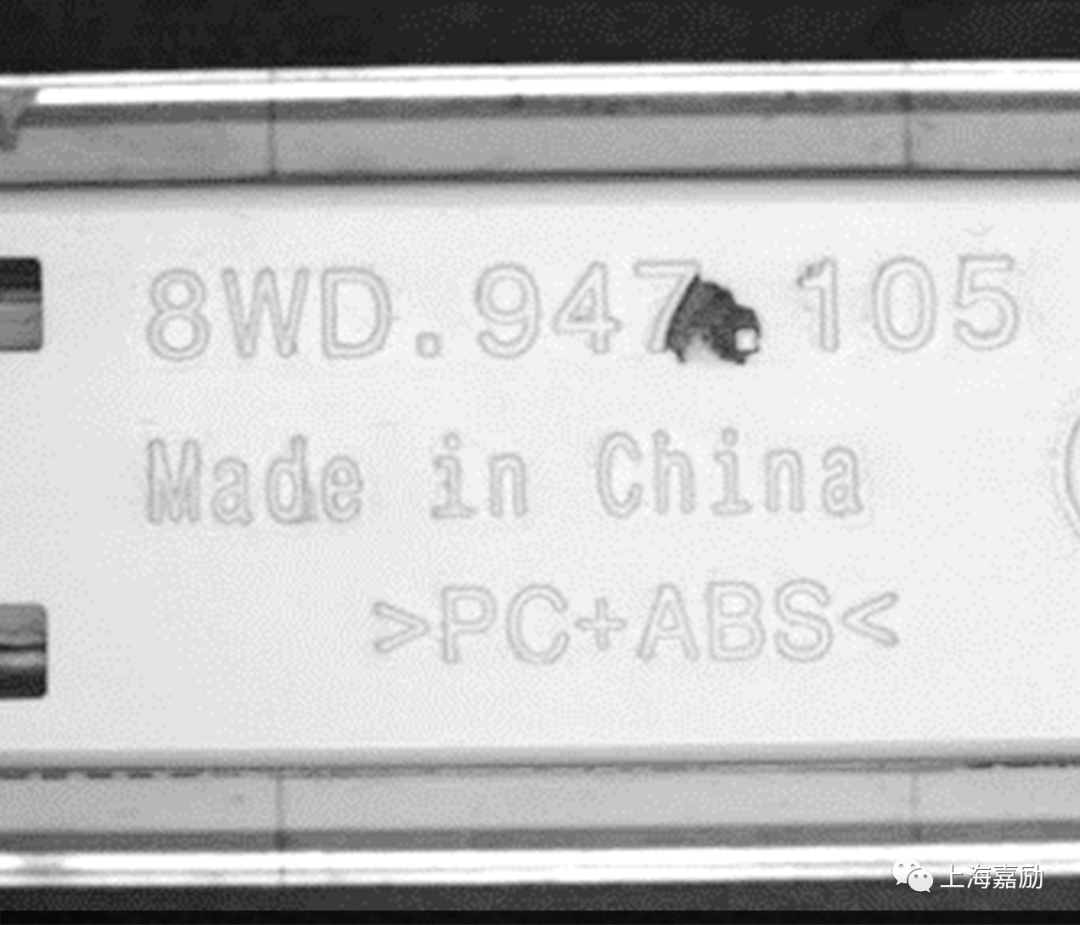 8WD.947 105
Made in China
>PC+ABS<
上海嘉励